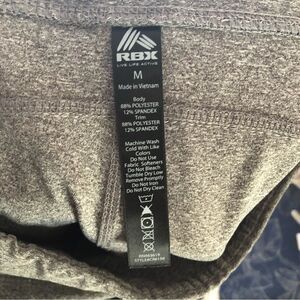 RBX
LIVE LIFE ACTIVE
M
Made in Vietnam
Body
88% POLYESTER
12% SPANDEX
Trim
88% POLYESTER
12% SPANDEX
Machine Wash
Cold With Like
Colors
Do Not Use
Fabric Softeners
Do Not Bleach
Tumble Dry Low
Remove Promptly
Do Not Iron
Do Not Dry Clean